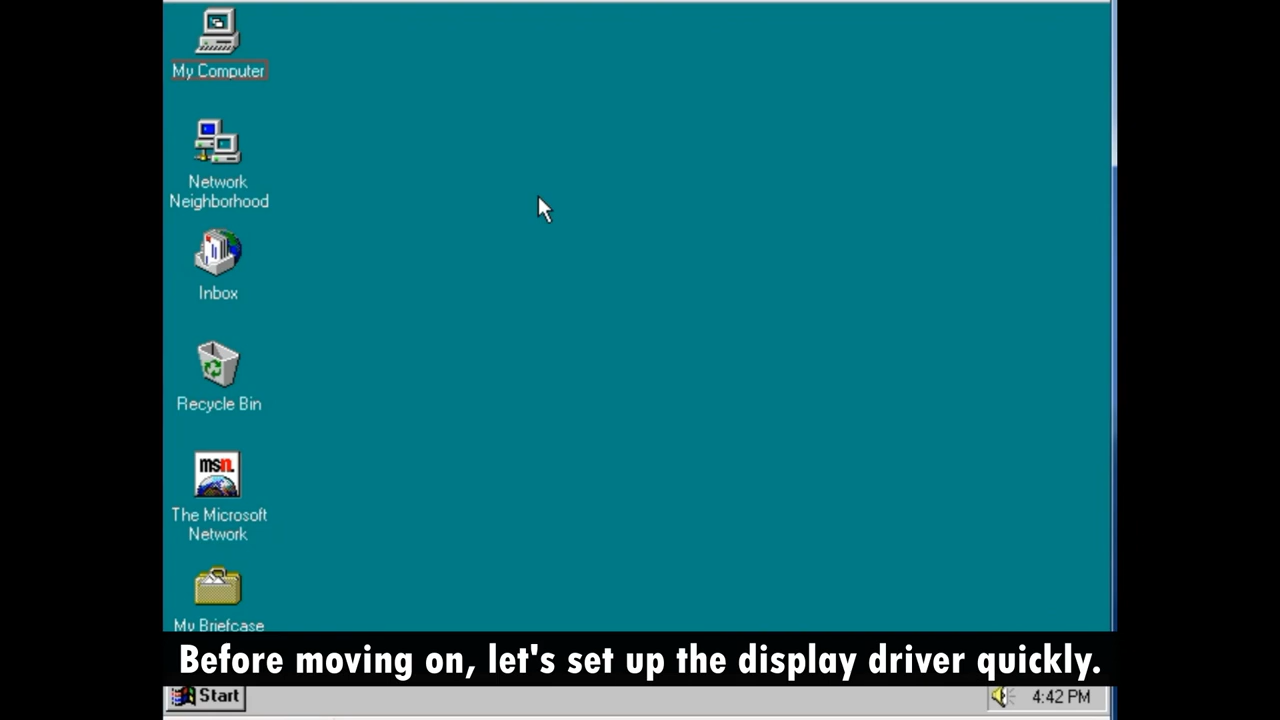 My Computer
Network
Neighborhood
Inbox
Recycle Bin
msn.
The Microsoft
Network
My Briefcase
Before moving on, let's set up the display driver quickly.
Start
4:42 PM